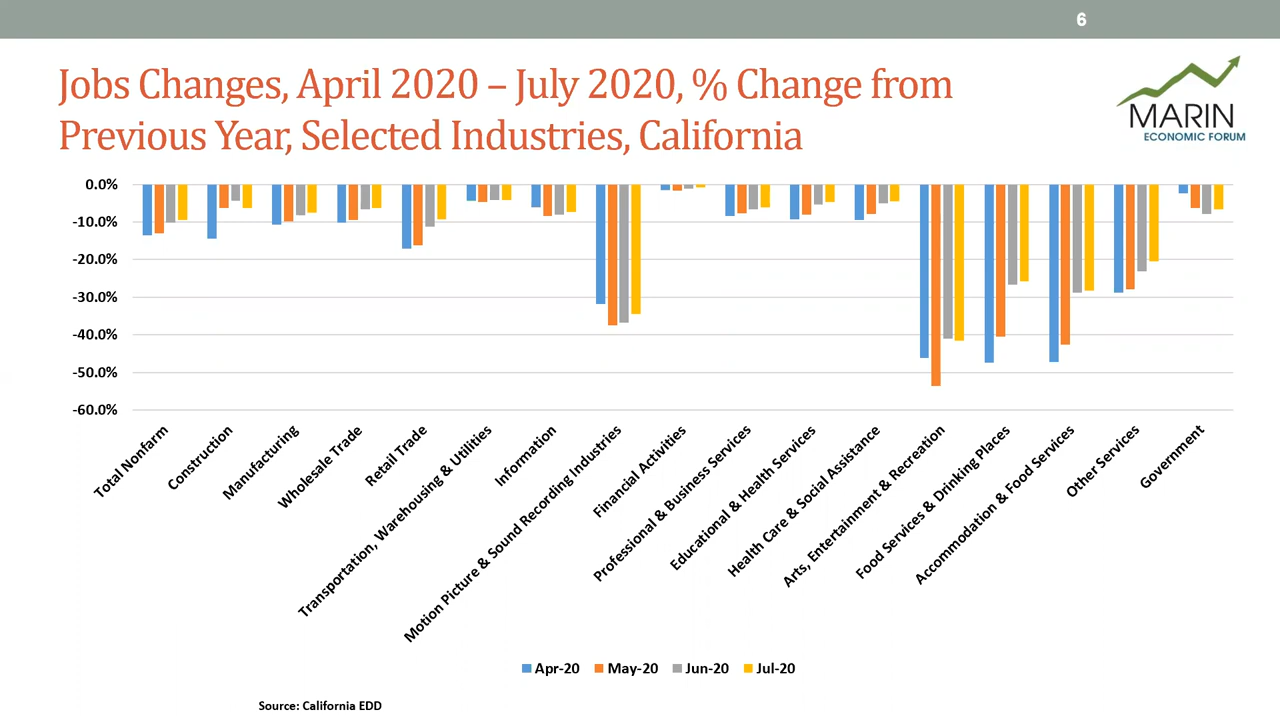 6
Jobs Changes, April 2020 – July 2020, % Change from
Previous Year, Selected Industries, California
MARIN
ECONOMIC FORUM
0.0%
-10.0%
-20.0%
-30.0%
-40.0%
-50.0%
-60.0%
Total Nonfarm
Construction
Manufacturing
Wholesale Trade
Retail Trade
Transportation, Warehousing & Utilities
Information
Motion Picture & Sound Recording Industries
Financial Activities
Professional & Business Services
Educational & Health Services
Health Care & Social Assistance
Arts, Entertainment & Recreation
Food Services & Drinking Places
Accommodation & Food Services
Other Services
Government
Apr-20 May-20 Jun-20 Jul-20
Source: California EDD